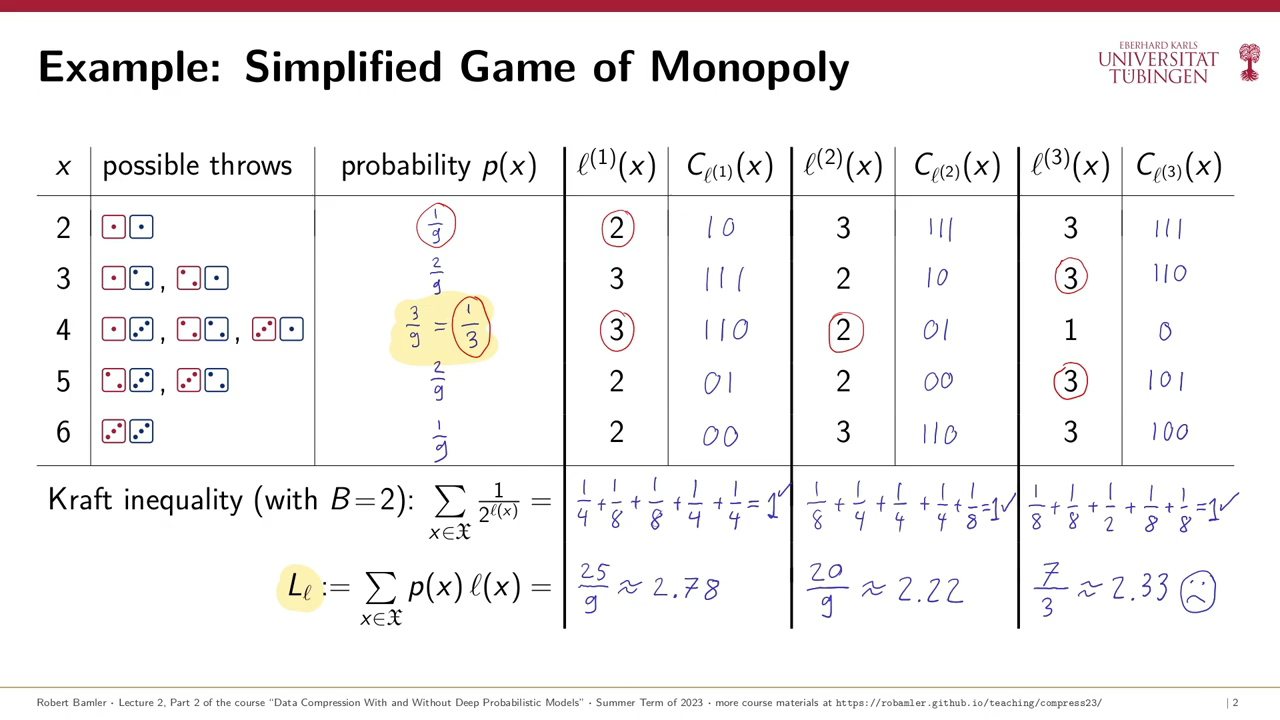 Example: Simplified Game of Monopoly
EBERHARD KARLS
UNIVERSITÄT
TÜBINGEN
x possible throws probability p(x) ℓ⁽¹⁾(x) C_ℓ⁽¹⁾(x) ℓ⁽²⁾(x) C_ℓ⁽²⁾(x) ℓ⁽³⁾(x) C_ℓ⁽³⁾(x)
2 1/9 2 10 3 111 3 111
3 , 2/9 3 111 2 10 3 110
4 , , 3/9 = 1/3 3 110 2 01 1 0
5 , 2/9 2 01 2 00 3 101
6 1/9 2 00 3 110 3 100
Kraft inequality (with B=2): ∑_{x∈𝔛} 1/2^{ℓ(x)} = 1/4 + 1/8 + 1/8 + 1/4 + 1/4 = 1 ✓ 1/8 + 1/4 + 1/4 + 1/4 + 1/8 = 1 ✓ 1/8 + 1/8 + 1/2 + 1/8 + 1/8 = 1 ✓
L_ℓ := ∑_{x∈𝔛} p(x) ℓ(x) = 25/9 ≈ 2.78 20/9 ≈ 2.22 7/3 ≈ 2.33
Robert Bamler · Lecture 2, Part 2 of the course "Data Compression With and Without Deep Probabilistic Models" · Summer Term of 2023 · more course materials at https://robamler.github.io/teaching/compress23/ | 2